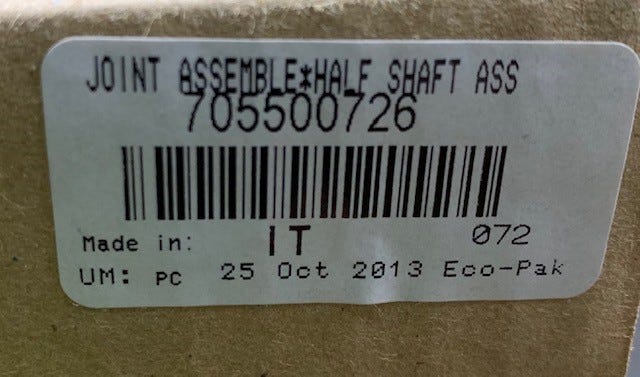 JOINT ASSEMBLE*HALF SHAFT ASS
705500726
Made in: IT 072
UM: PC 25 Oct 2013 Eco-Pak